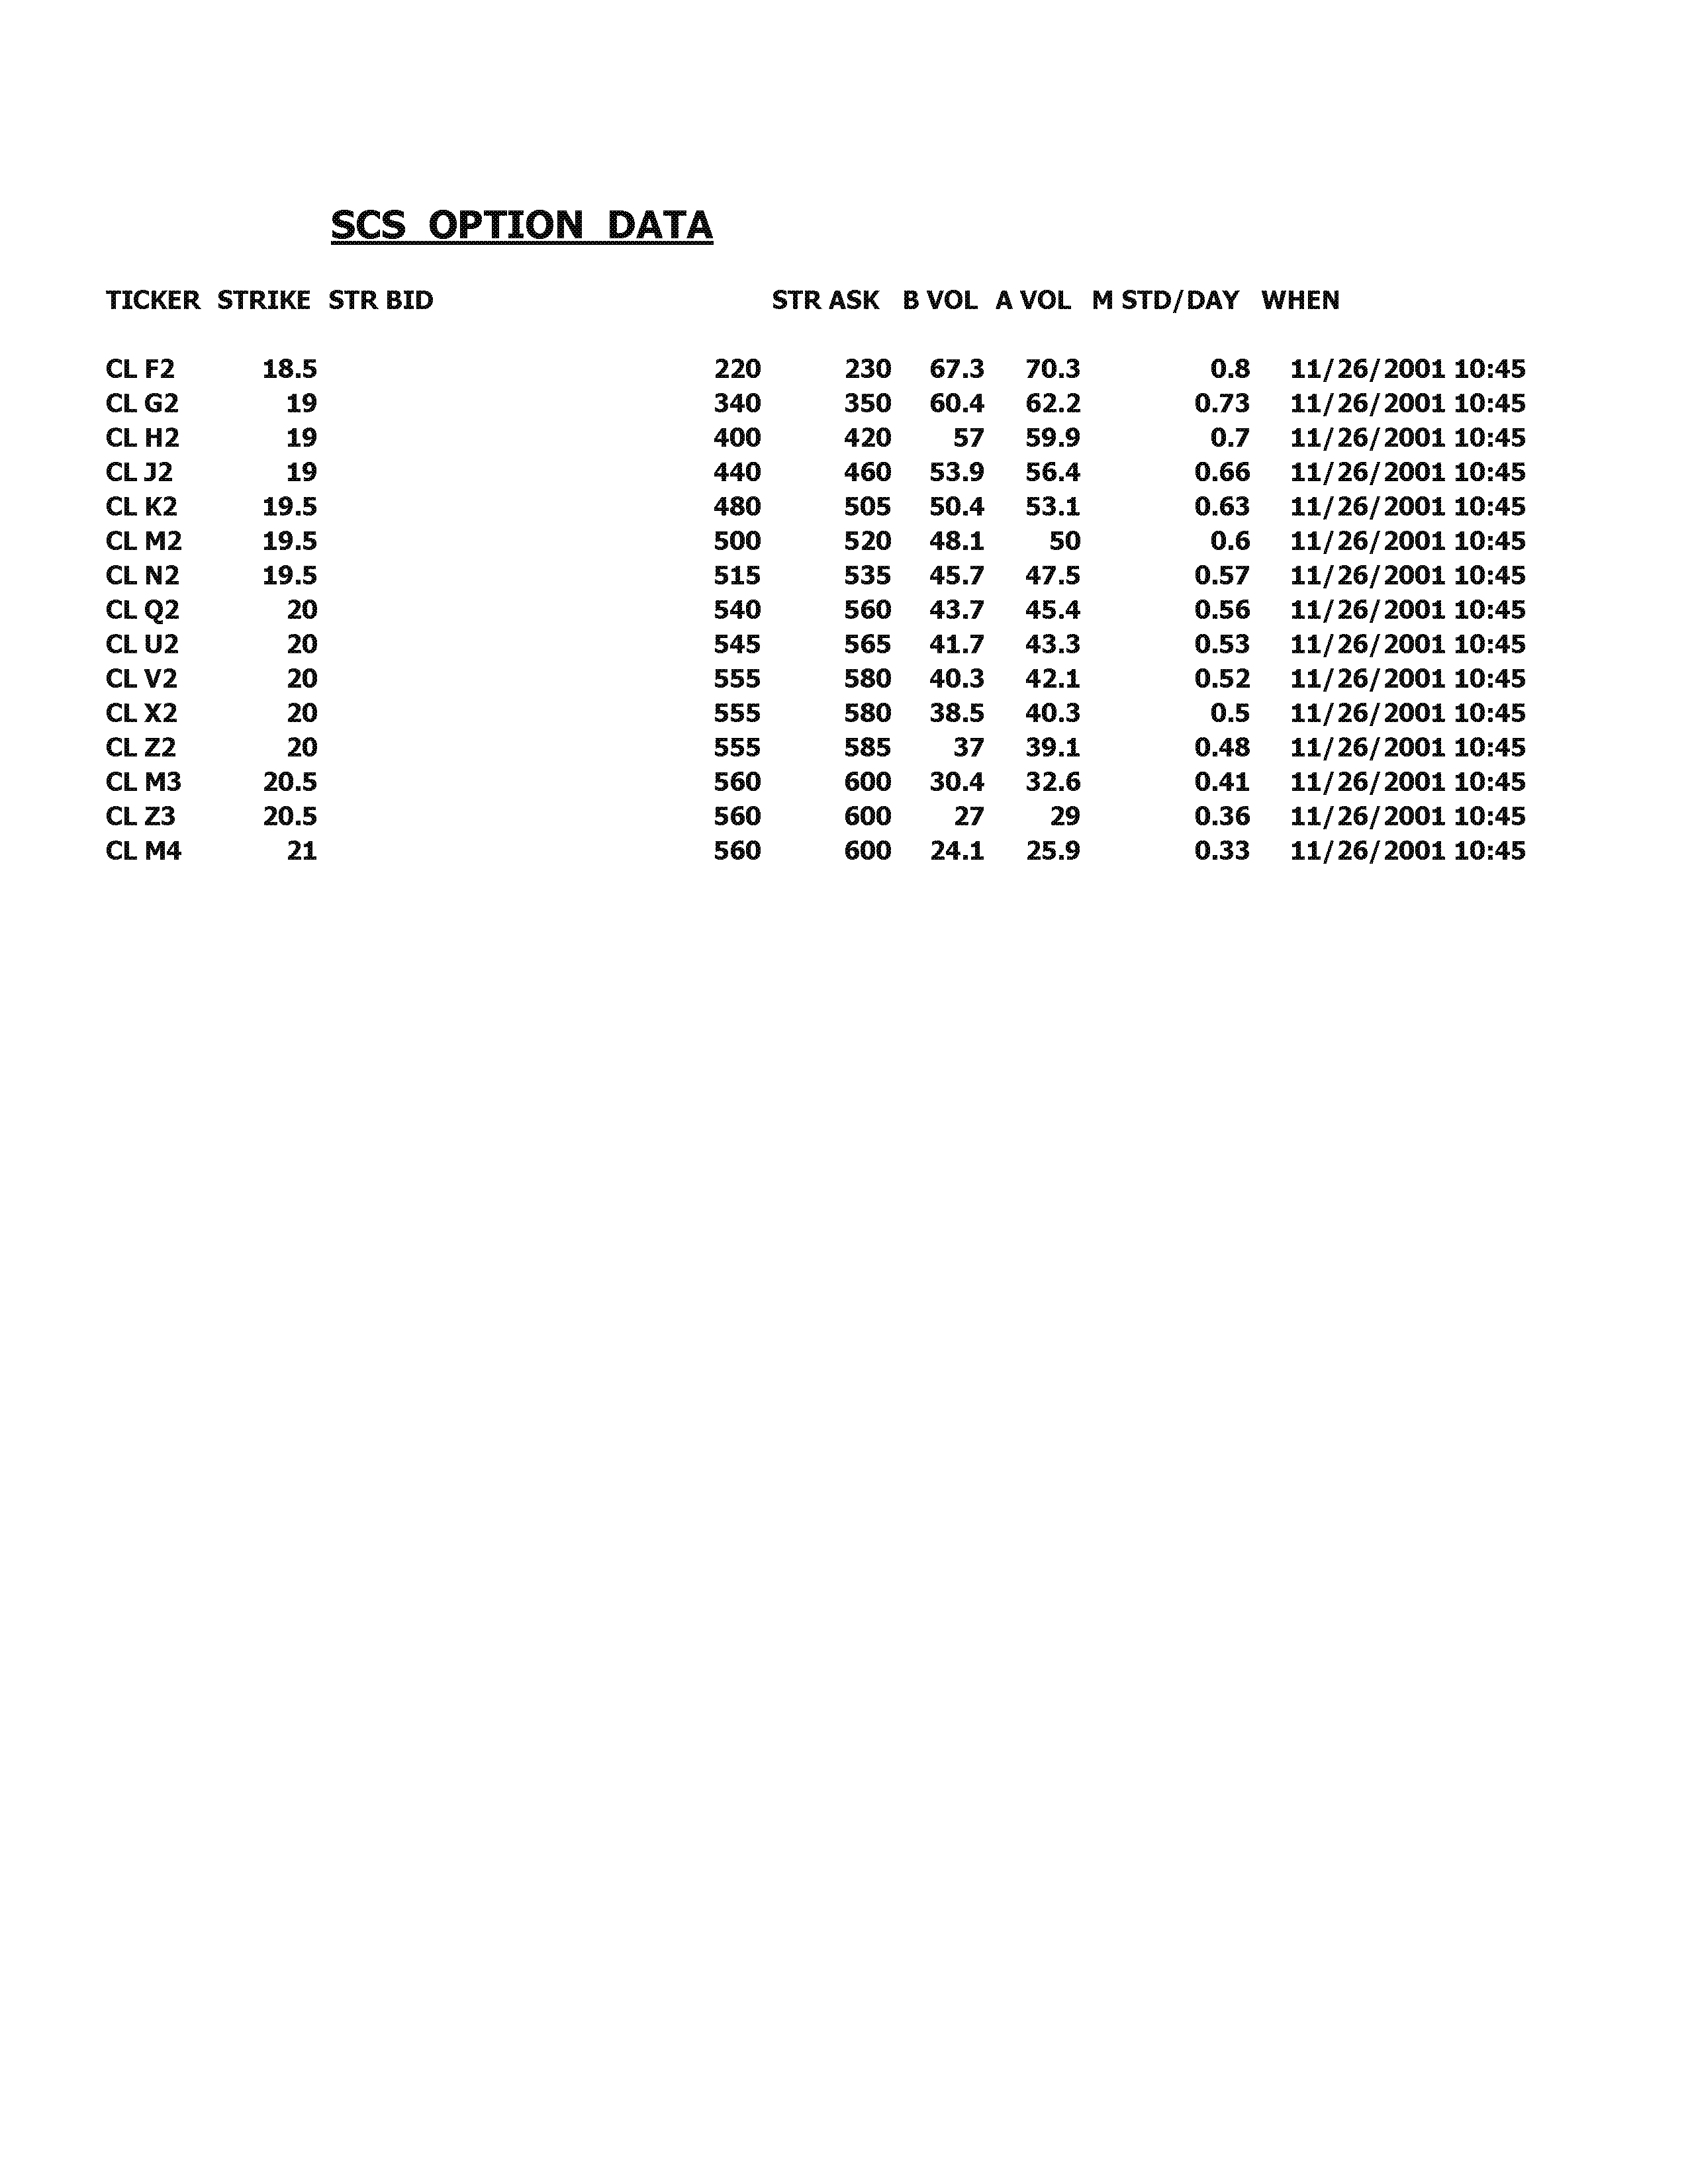 SCS OPTION DATA
TICKER STRIKE STR BID STR ASK B VOL A VOL M STD/DAY WHEN
CL F2 18.5 220 230 67.3 70.3 0.8 11/26/2001 10:45
CL G2 19 340 350 60.4 62.2 0.73 11/26/2001 10:45
CL H2 19 400 420 57 59.9 0.7 11/26/2001 10:45
CL J2 19 440 460 53.9 56.4 0.66 11/26/2001 10:45
CL K2 19.5 480 505 50.4 53.1 0.63 11/26/2001 10:45
CL M2 19.5 500 520 48.1 50 0.6 11/26/2001 10:45
CL N2 19.5 515 535 45.7 47.5 0.57 11/26/2001 10:45
CL Q2 20 540 560 43.7 45.4 0.56 11/26/2001 10:45
CL U2 20 545 565 41.7 43.3 0.53 11/26/2001 10:45
CL V2 20 555 580 40.3 42.1 0.52 11/26/2001 10:45
CL X2 20 555 580 38.5 40.3 0.5 11/26/2001 10:45
CL Z2 20 555 585 37 39.1 0.48 11/26/2001 10:45
CL M3 20.5 560 600 30.4 32.6 0.41 11/26/2001 10:45
CL Z3 20.5 560 600 27 29 0.36 11/26/2001 10:45
CL M4 21 560 600 24.1 25.9 0.33 11/26/2001 10:45